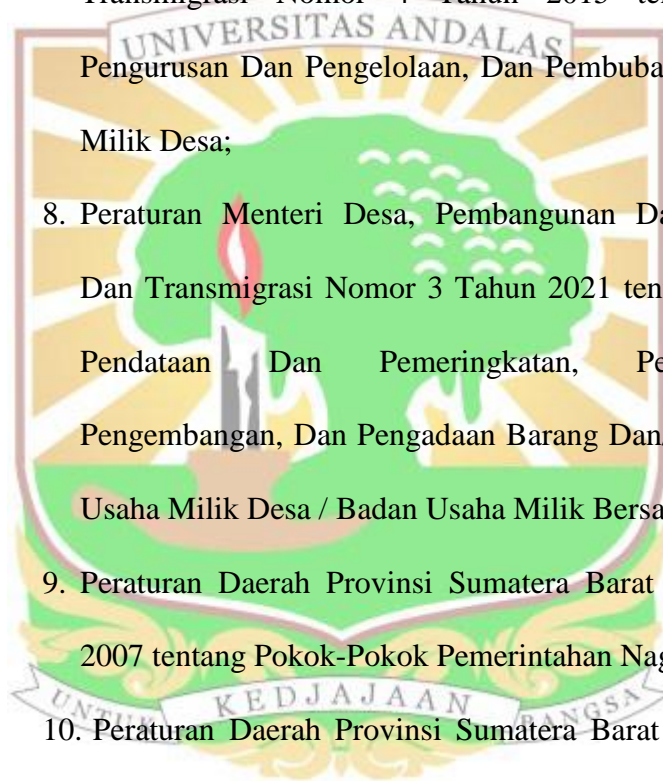 Transmigrasi Nomor 4 Tahun 2015
UNIVERSITAS ANDALAS
Pengurusan Dan Pengelolaan, Dan Pembuba
Milik Desa;
8. Peraturan Menteri Desa, Pembangunan Da
Dan Transmigrasi Nomor 3 Tahun 2021 ten
Pendataan Dan Pemeringkatan, Pe
Pengembangan, Dan Pengadaan Barang Dan
Usaha Milik Desa / Badan Usaha Milik Bersa
9. Peraturan Daerah Provinsi Sumatera Barat
2007 tentang Pokok-Pokok Pemerintahan Nag
UNTUK KEDJAJAAN BANGSA
10. Peraturan Daerah Provinsi Sumatera Barat